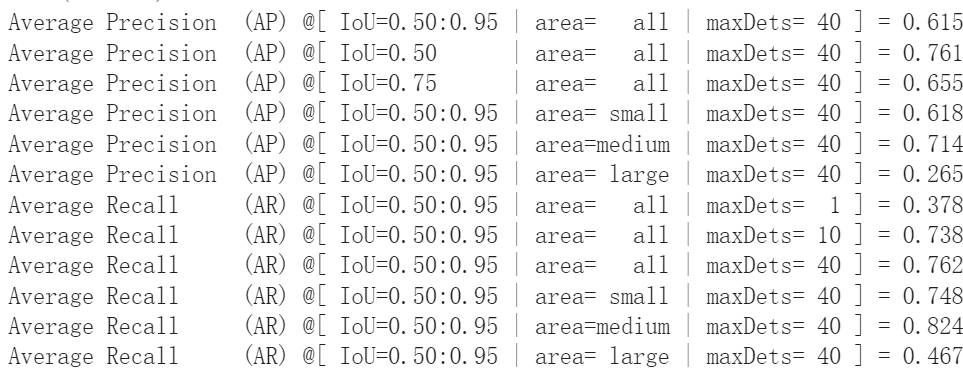 Average Precision (AP) @[ IoU=0.50:0.95 | area= all | maxDets= 40 ] = 0.615
Average Precision (AP) @[ IoU=0.50 | area= all | maxDets= 40 ] = 0.761
Average Precision (AP) @[ IoU=0.75 | area= all | maxDets= 40 ] = 0.655
Average Precision (AP) @[ IoU=0.50:0.95 | area= small | maxDets= 40 ] = 0.618
Average Precision (AP) @[ IoU=0.50:0.95 | area=medium | maxDets= 40 ] = 0.714
Average Precision (AP) @[ IoU=0.50:0.95 | area= large | maxDets= 40 ] = 0.265
Average Recall (AR) @[ IoU=0.50:0.95 | area= all | maxDets= 1 ] = 0.378
Average Recall (AR) @[ IoU=0.50:0.95 | area= all | maxDets= 10 ] = 0.738
Average Recall (AR) @[ IoU=0.50:0.95 | area= all | maxDets= 40 ] = 0.762
Average Recall (AR) @[ IoU=0.50:0.95 | area= small | maxDets= 40 ] = 0.748
Average Recall (AR) @[ IoU=0.50:0.95 | area=medium | maxDets= 40 ] = 0.824
Average Recall (AR) @[ IoU=0.50:0.95 | area= large | maxDets= 40 ] = 0.467